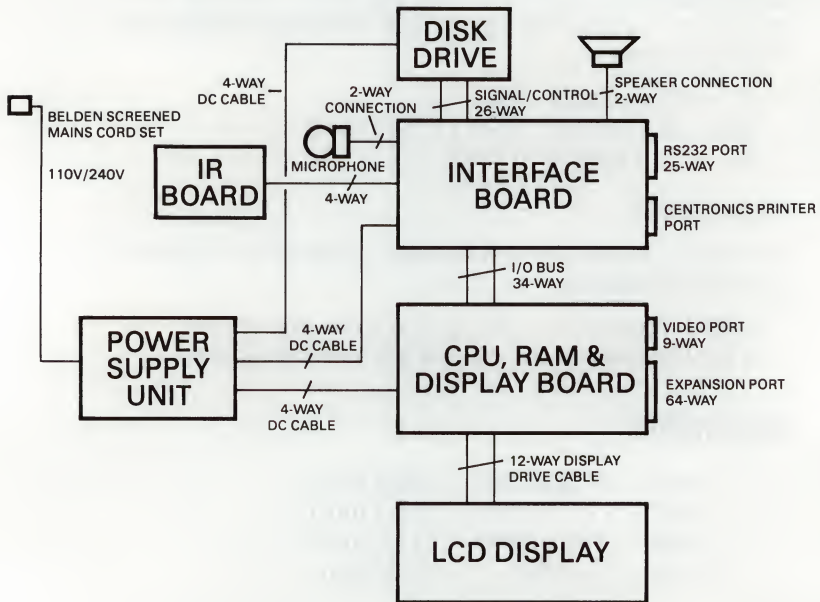 DISK
DRIVE
4-WAY
DC CABLE
2-WAY
CONNECTION
SIGNAL/CONTROL
26-WAY
SPEAKER CONNECTION
2-WAY
BELDEN SCREENED
MAINS CORD SET
110V/240V
IR
BOARD
MICROPHONE
4-WAY
INTERFACE
BOARD
RS232 PORT
25-WAY
CENTRONICS PRINTER
PORT
I/O BUS
34-WAY
POWER
SUPPLY
UNIT
4-WAY
DC CABLE
4-WAY
DC CABLE
CPU, RAM &
DISPLAY BOARD
VIDEO PORT
9-WAY
EXPANSION PORT
64-WAY
12-WAY DISPLAY
DRIVE CABLE
LCD DISPLAY